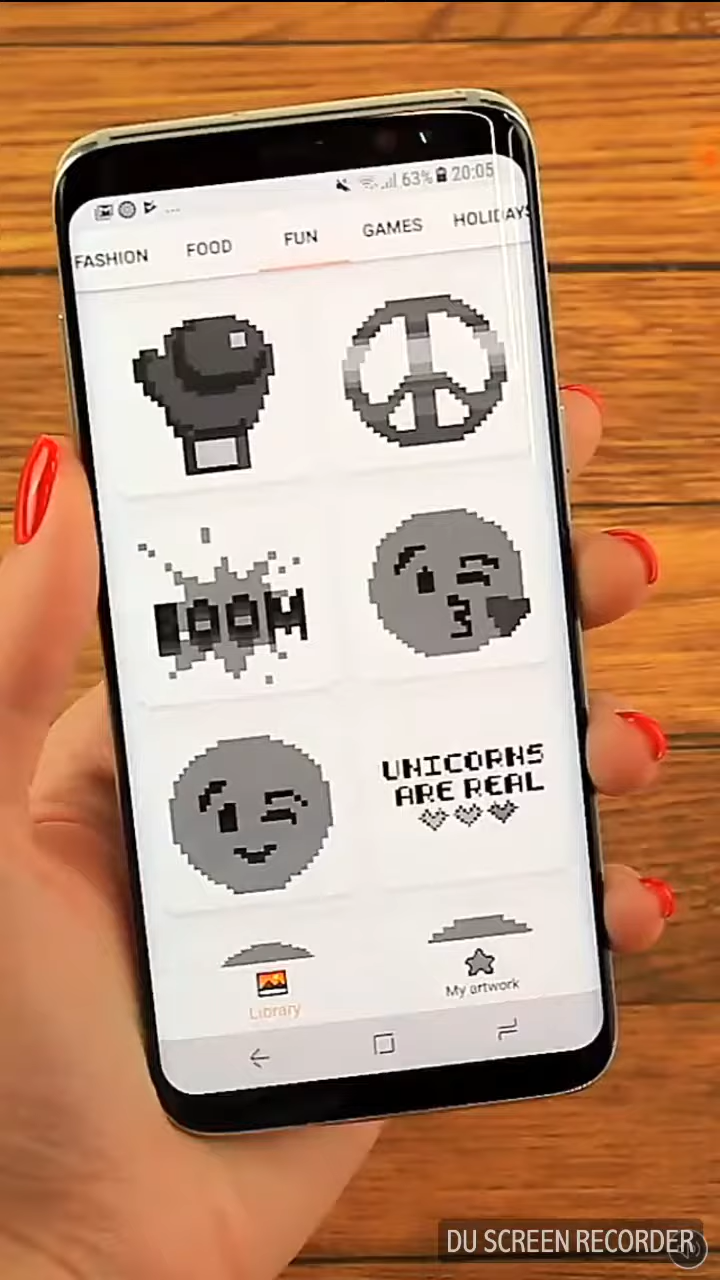 63% 20:05
FASHION FOOD FUN GAMES HOLIDAYS
BOOM
UNICORNS
ARE REAL
Library
My artwork
DU SCREEN RECORDER